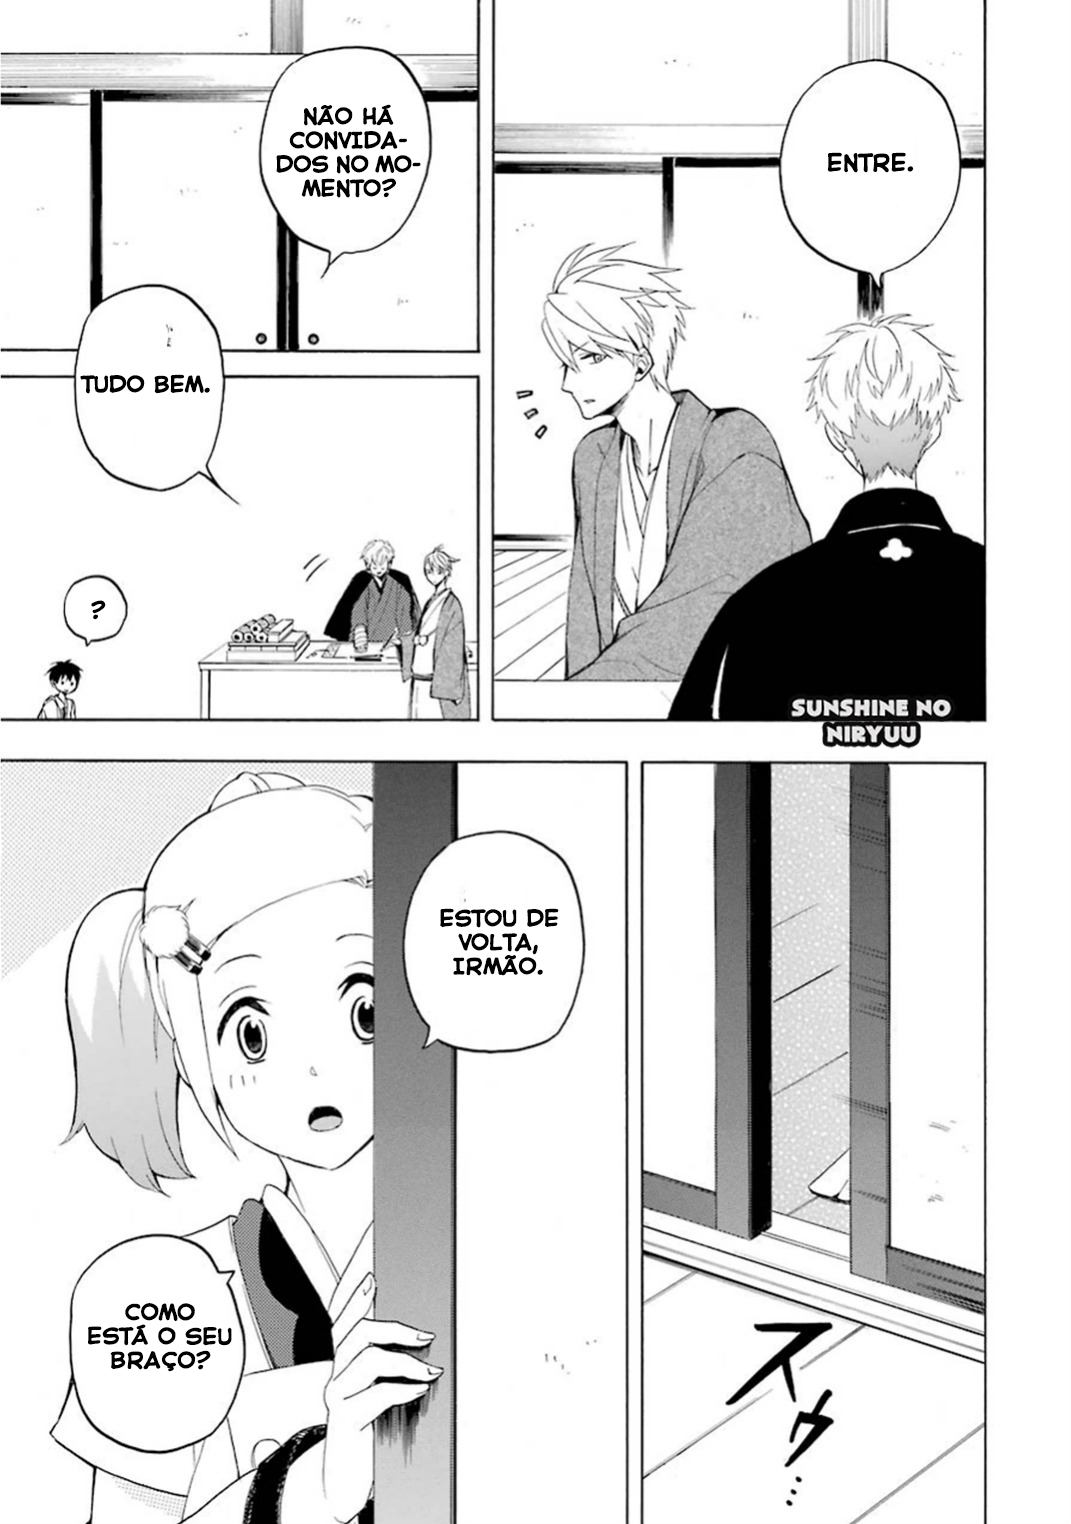 ENTRE.
NÃO HÁ
CONVIDA-
DOS NO MO-
MENTO?
TUDO BEM.
?
SUNSHINE NO
NIRYUU
スゥ…
ESTOU DE
VOLTA,
IRMÃO.
COMO
ESTÁ O SEU
BRAÇO?